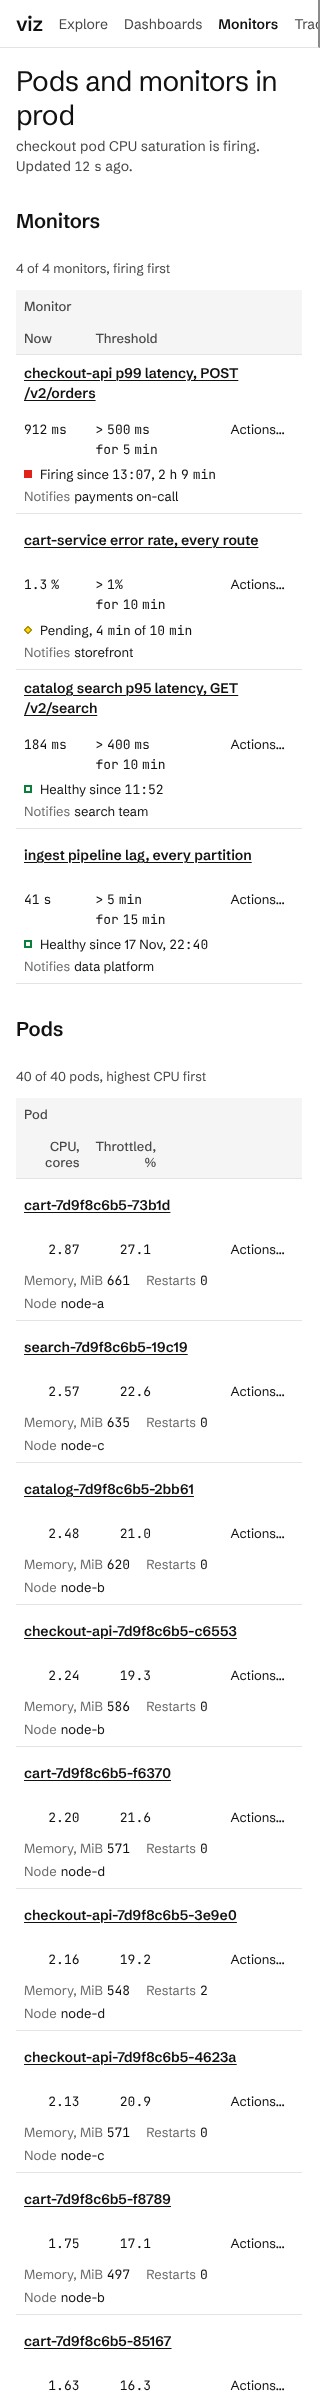 viz Explore Dashboards Monitors Trac
Pods and monitors in
prod
checkout pod CPU saturation is firing.
Updated 12 s ago.
Monitors
4 of 4 monitors, firing first
Monitor
Now Threshold
checkout-api p99 latency, POST
/v2/orders
912 ms > 500 ms Actions…
for 5 min
Firing since 13:07, 2 h 9 min
Notifies payments on-call
cart-service error rate, every route
1.3 % > 1% Actions…
for 10 min
Pending, 4 min of 10 min
Notifies storefront
catalog search p95 latency, GET
/v2/search
184 ms > 400 ms Actions…
for 10 min
Healthy since 11:52
Notifies search team
ingest pipeline lag, every partition
41 s > 5 min Actions…
for 15 min
Healthy since 17 Nov, 22:40
Notifies data platform
Pods
40 of 40 pods, highest CPU first
Pod
CPU, Throttled,
cores %
cart-7d9f8c6b5-73b1d
2.87 27.1 Actions…
Memory, MiB 661 Restarts 0
Node node-a
search-7d9f8c6b5-19c19
2.57 22.6 Actions…
Memory, MiB 635 Restarts 0
Node node-c
catalog-7d9f8c6b5-2bb61
2.48 21.0 Actions…
Memory, MiB 620 Restarts 0
Node node-b
checkout-api-7d9f8c6b5-c6553
2.24 19.3 Actions…
Memory, MiB 586 Restarts 0
Node node-b
cart-7d9f8c6b5-f6370
2.20 21.6 Actions…
Memory, MiB 571 Restarts 0
Node node-d
checkout-api-7d9f8c6b5-3e9e0
2.16 19.2 Actions…
Memory, MiB 548 Restarts 2
Node node-d
checkout-api-7d9f8c6b5-4623a
2.13 20.9 Actions…
Memory, MiB 571 Restarts 0
Node node-c
cart-7d9f8c6b5-f8789
1.75 17.1 Actions…
Memory, MiB 497 Restarts 0
Node node-b
cart-7d9f8c6b5-85167
1.63 16.3 Actions…